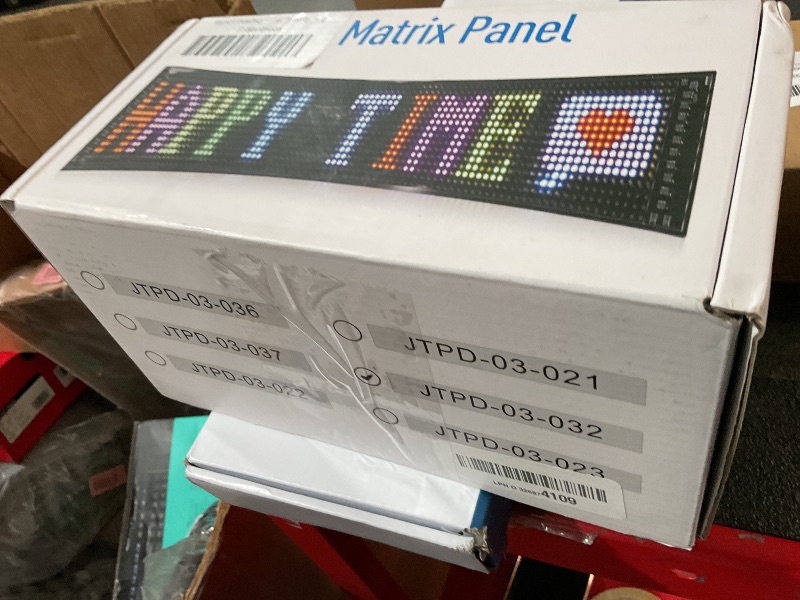 Matrix Panel
HAPPY TIME
JTPD-03-036
JTPD-03-037
JTPD-03-022
JTPD-03-021
JTPD-03-032
JTPD-03-023
4109